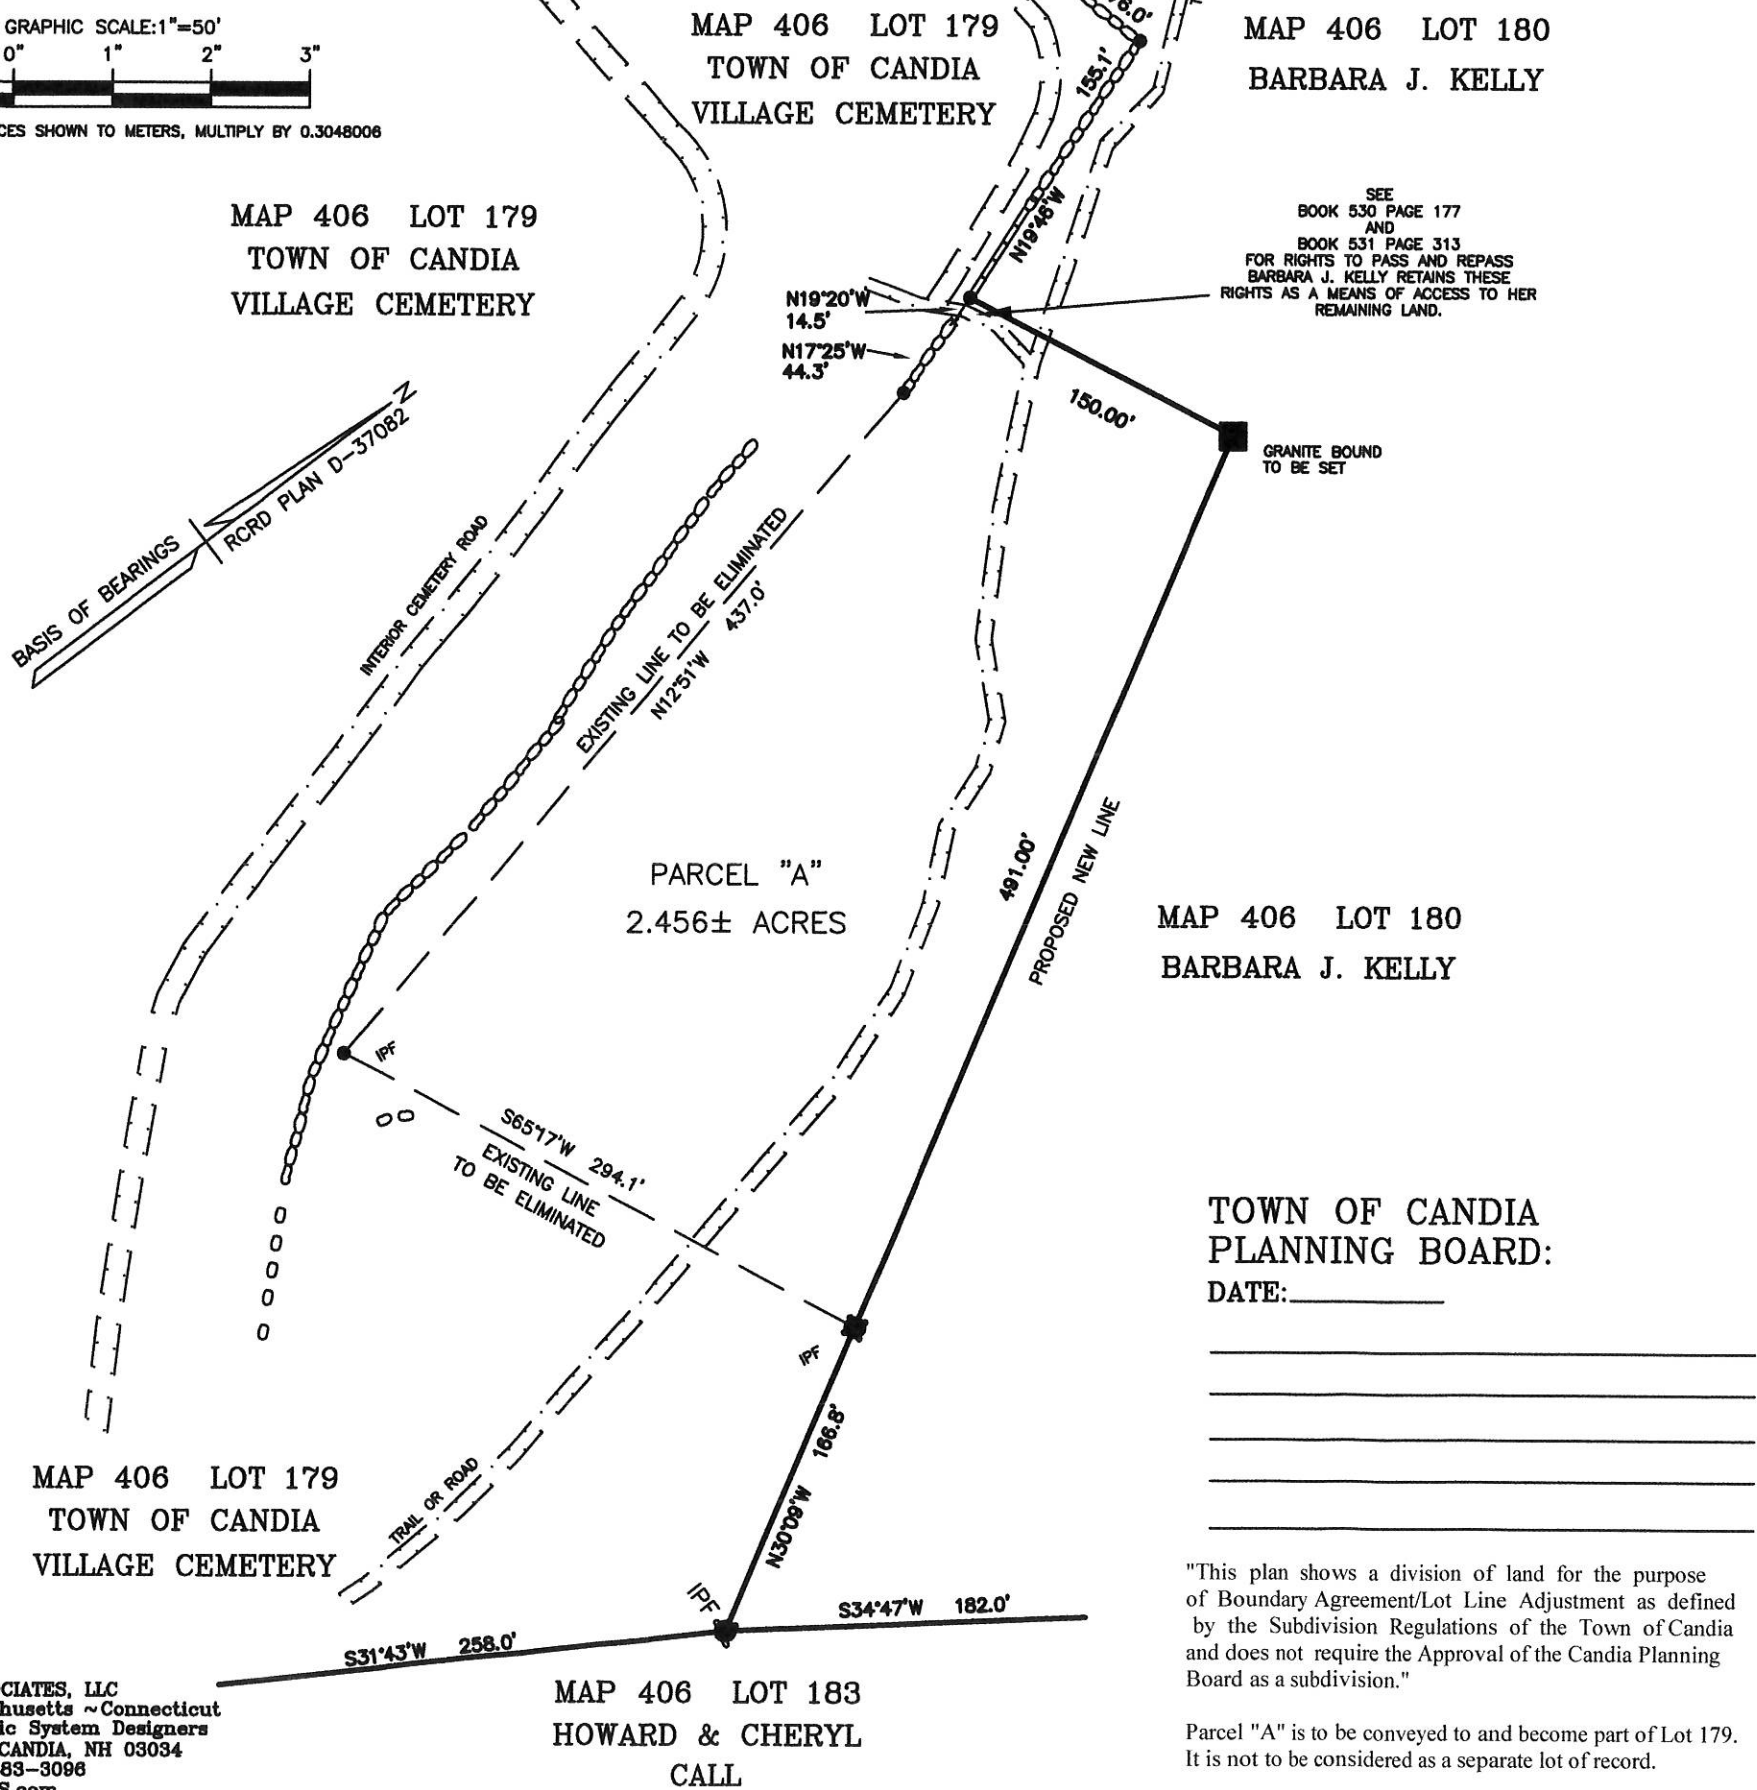 GRAPHIC SCALE:1"=50'
0" 1" 2" 3"
SHOWN TO METERS, MULTIPLY BY 0.3048006
MAP 406 LOT 179
TOWN OF CANDIA
VILLAGE CEMETERY
MAP 406 LOT 180
BARBARA J. KELLY
155.1'
N19°46'W
MAP 406 LOT 179
TOWN OF CANDIA
VILLAGE CEMETERY
SEE
BOOK 530 PAGE 177
AND
BOOK 531 PAGE 313
FOR RIGHTS TO PASS AND REPASS
BARBARA J. KELLY RETAINS THESE
RIGHTS AS A MEANS OF ACCESS TO HER
REMAINING LAND.
N19°20'W
14.5'
N17°25'W
44.3'
150.00'
GRANITE BOUND
TO BE SET
N
BASIS OF BEARINGS
RCRD PLAN D-37082
INTERIOR CEMETERY ROAD
EXISTING LINE TO BE ELIMINATED
N12°51'W 437.0'
PARCEL "A"
2.456± ACRES
491.00'
PROPOSED NEW LINE
MAP 406 LOT 180
BARBARA J. KELLY
IPF
S65°17'W 294.1'
EXISTING LINE
TO BE ELIMINATED
IPF
TOWN OF CANDIA
PLANNING BOARD:
DATE:
N30°09'W 166.8'
TRAIL OR ROAD
MAP 406 LOT 179
TOWN OF CANDIA
VILLAGE CEMETERY
IPF
S34°47'W 182.0'
S31°43'W 258.0'
"This plan shows a division of land for the purpose
of Boundary Agreement/Lot Line Adjustment as defined
by the Subdivision Regulations of the Town of Candia
and does not require the Approval of the Candia Planning
Board as a subdivision."
Parcel "A" is to be conveyed to and become part of Lot 179.
It is not to be considered as a separate lot of record.
MAP 406 LOT 183
HOWARD & CHERYL
CALL
CIATES, LLC
husetts ~Connecticut
ic System Designers
CANDIA, NH 03034
83-3096